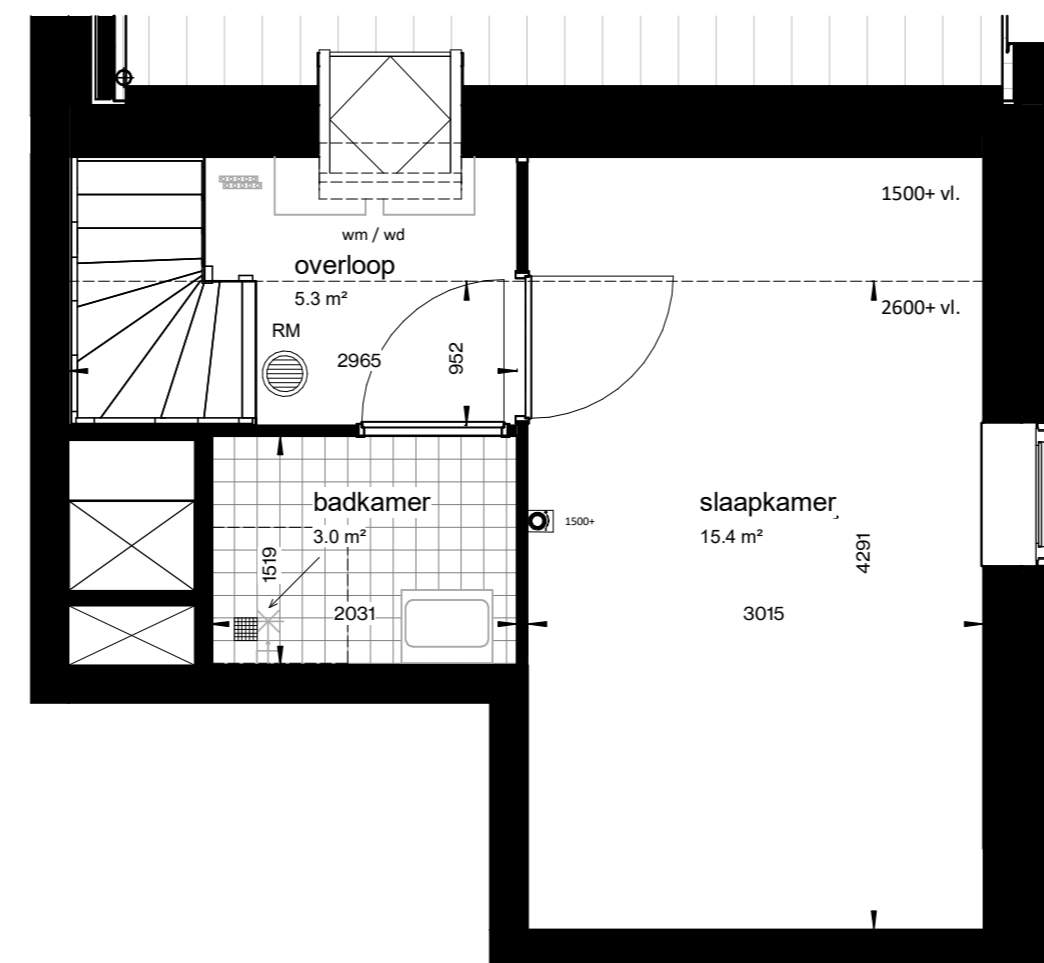 1500+ vl.
wm / wd
overloop
5.3 m²
2600+ vl.
RM
2965
952
badkamer
3.0 m²
1519
2031
1500+
slaapkamer
15.4 m²
4291
3015